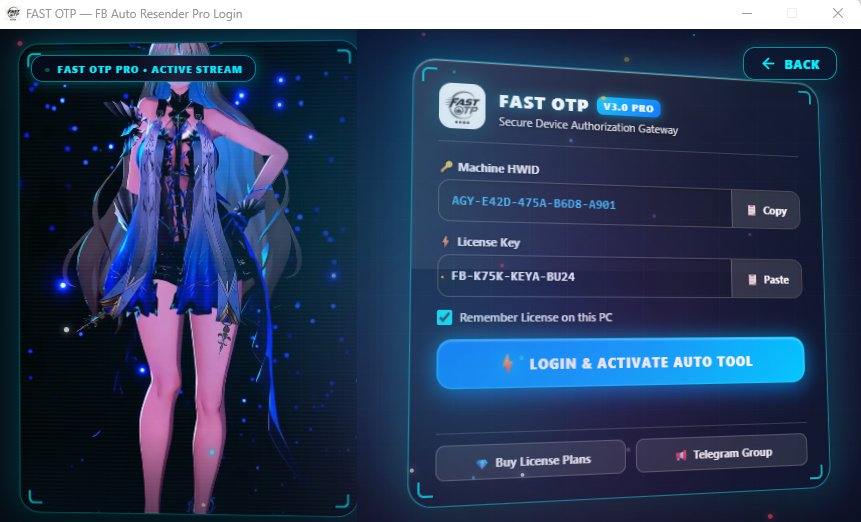 FAST OTP — FB Auto Resender Pro Login
FAST OTP PRO • ACTIVE STREAM
BACK
FAST OTP
FAST OTP V3.0 PRO
Secure Device Authorization Gateway
Machine HWID
AGY-E42D-475A-B6D8-A901
Copy
License Key
FB-K75K-KEYA-BU24
Paste
Remember License on this PC
LOGIN & ACTIVATE AUTO TOOL
Buy License Plans
Telegram Group